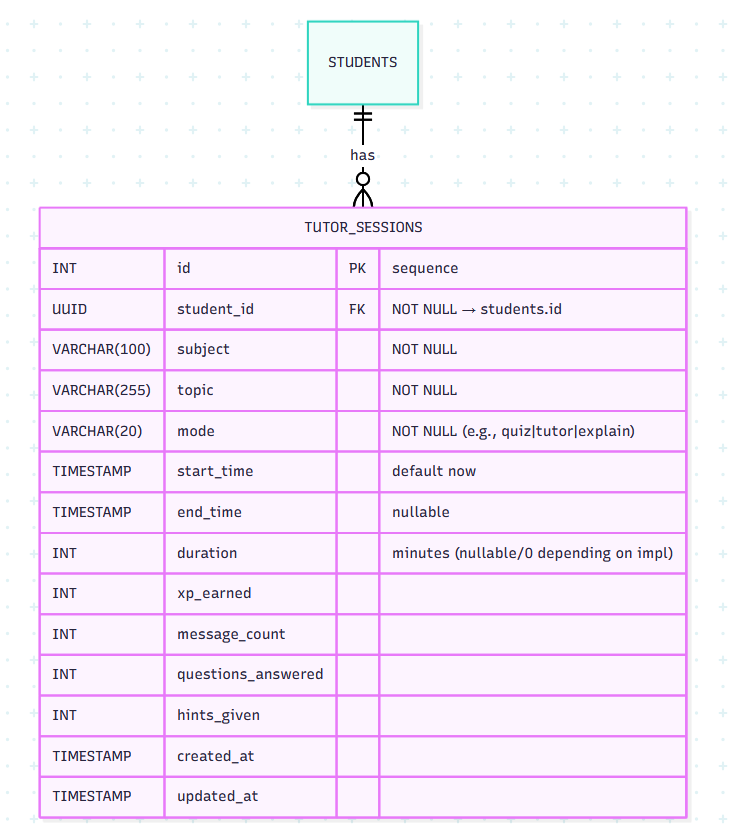 STUDENTS
has
TUTOR_SESSIONS
INT id PK sequence
UUID student_id FK NOT NULL → students.id
VARCHAR(100) subject NOT NULL
VARCHAR(255) topic NOT NULL
VARCHAR(20) mode NOT NULL (e.g., quiz|tutor|explain)
TIMESTAMP start_time default now
TIMESTAMP end_time nullable
INT duration minutes (nullable/0 depending on impl)
INT xp_earned
INT message_count
INT questions_answered
INT hints_given
TIMESTAMP created_at
TIMESTAMP updated_at